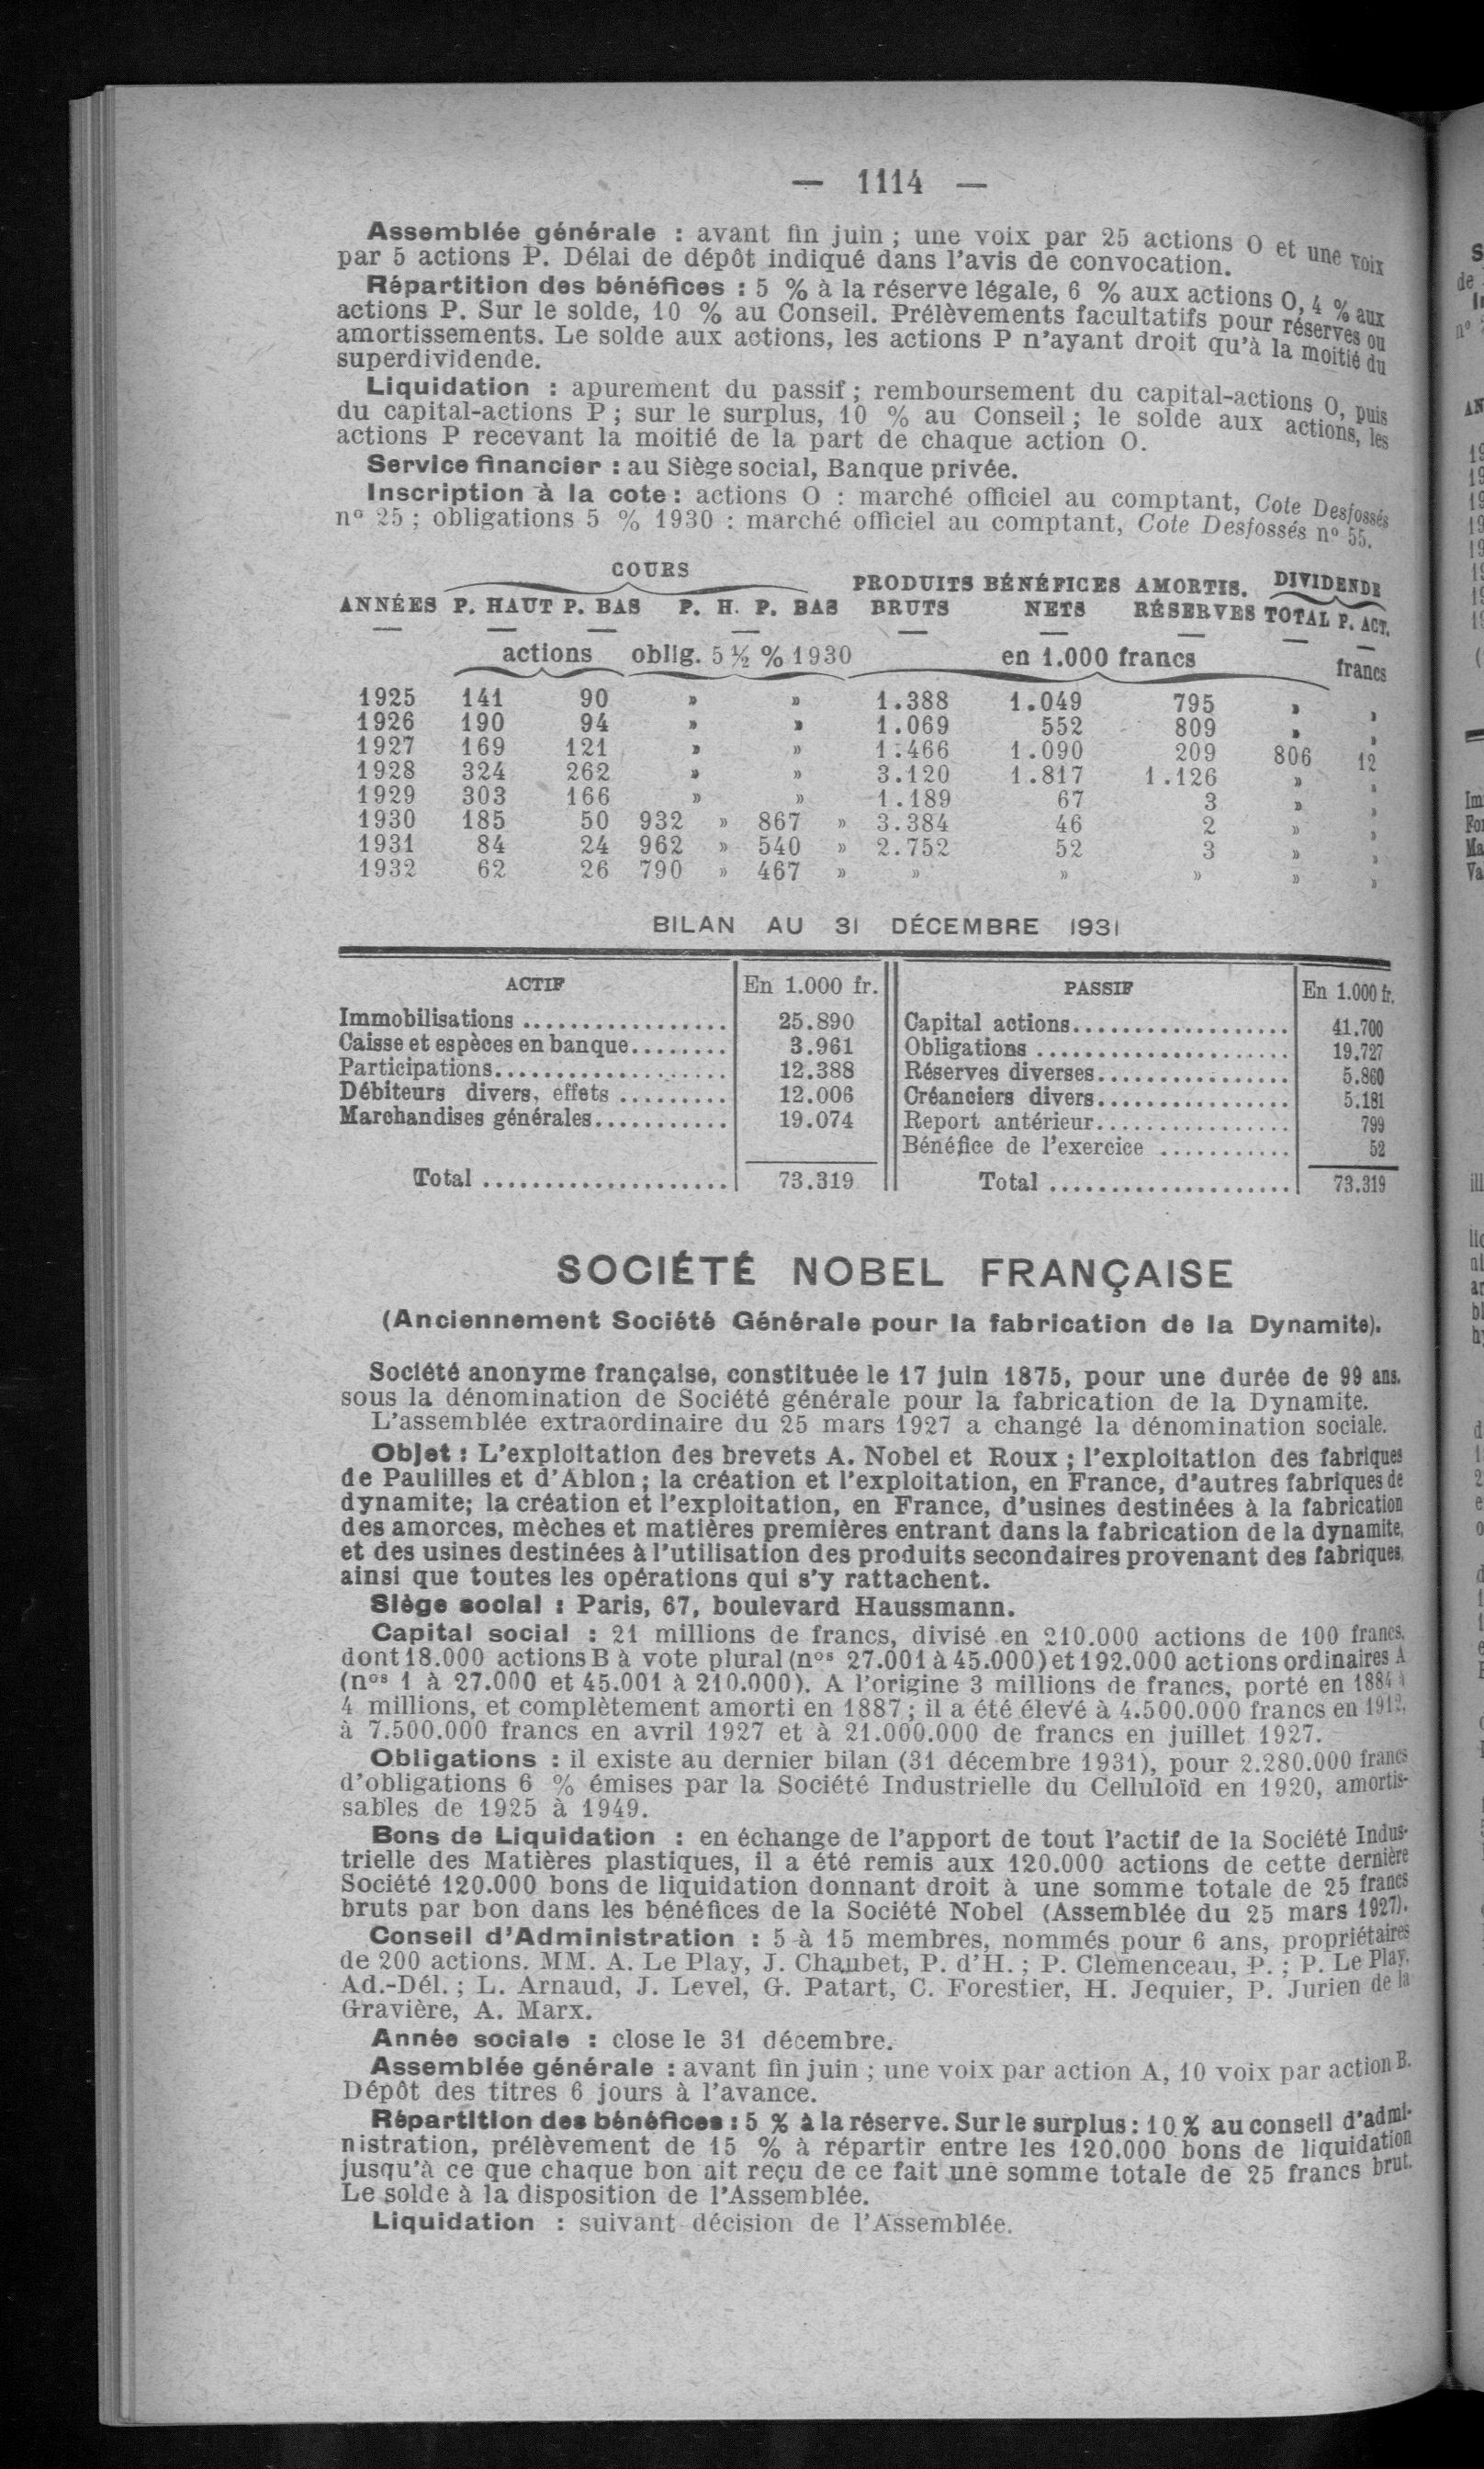 — 1114 —
Assemblée générale : avant fin juin ; une voix par 25 actions O et une voix
par 5 actions P. Délai de dépôt indiqué dans l'avis de convocation.
Répartition des bénéfices : 5 % à la réserve légale, 6 % aux actions O, 4 % aux
actions P. Sur le solde, 10 % au Conseil. Prélèvements facultatifs pour réserves ou
amortissements. Le solde aux actions, les actions P n'ayant droit qu'à la moitié du
superdividende.
Liquidation : apurement du passif ; remboursement du capital-actions O, puis
du capital-actions P ; sur le surplus, 10 % au Conseil ; le solde aux actions, les
actions P recevant la moitié de la part de chaque action O.
Service financier : au Siège social, Banque privée.
Inscription à la cote : actions O : marché officiel au comptant, Cote Desfossés
nº 25 ; obligations 5 % 1930 : marché officiel au comptant, Cote Desfossés nº 55.
COURS PRODUITS BÉNÉFICES AMORTIS. DIVIDENDE
ANNÉES P. HAUT P. BAS P. H. P. BAS BRUTS NETS RÉSERVES TOTAL P. ACT.
actions oblig. 5 ½ % 1930 en 1.000 francs francs
1925 141 90 » » 1.388 1.049 795 » »
1926 190 94 » » 1.069 552 809 » »
1927 169 121 » » 1.466 1.090 209 806 12
1928 324 262 » » 3.120 1.817 1.126 » »
1929 303 166 » » 1.189 67 3 » »
1930 185 50 932 » 867 » 3.384 46 2 » »
1931 84 24 962 » 540 » 2.752 52 3 » »
1932 62 26 790 » 467 » » » » » »
BILAN AU 31 DÉCEMBRE 1931
ACTIF En 1.000 fr. PASSIF En 1.000 fr.
Immobilisations .................. 25.890 Capital actions.................. 41.700
Caisse et espèces en banque........ 3.961 Obligations ..................... 19.727
Participations................... 12.388 Réserves diverses................ 5.860
Débiteurs divers, effets ......... 12.006 Créanciers divers................ 5.181
Marchandises générales........... 19.074 Report antérieur................ 799
Bénéfice de l'exercice ........... 52
Total .................... 73.319 Total .................... 73.319
SOCIÉTÉ NOBEL FRANÇAISE
(Anciennement Société Générale pour la fabrication de la Dynamite).
Société anonyme française, constituée le 17 juin 1875, pour une durée de 99 ans.
sous la dénomination de Société générale pour la fabrication de la Dynamite.
L'assemblée extraordinaire du 25 mars 1927 a changé la dénomination sociale.
Objet : L'exploitation des brevets A. Nobel et Roux ; l'exploitation des fabriques
de Paulilles et d'Ablon ; la création et l'exploitation, en France, d'autres fabriques de
dynamite; la création et l'exploitation, en France, d'usines destinées à la fabrication
des amorces, mèches et matières premières entrant dans la fabrication de la dynamite,
et des usines destinées à l'utilisation des produits secondaires provenant des fabriques,
ainsi que toutes les opérations qui s'y rattachent.
Siège social : Paris, 67, boulevard Haussmann.
Capital social : 21 millions de francs, divisé en 210.000 actions de 100 francs,
dont 18.000 actions B à vote plural (nos 27.001 à 45.000) et 192.000 actions ordinaires A
(nos 1 à 27.000 et 45.001 à 210.000). A l'origine 3 millions de francs, porté en 1884 à
4 millions, et complètement amorti en 1887 ; il a été élevé à 4.500.000 francs en 1912,
à 7.500.000 francs en avril 1927 et à 21.000.000 de francs en juillet 1927.
Obligations : il existe au dernier bilan (31 décembre 1931), pour 2.280.000 francs
d'obligations 6 % émises par la Société Industrielle du Celluloïd en 1920, amortis-
sables de 1925 à 1949.
Bons de Liquidation : en échange de l'apport de tout l'actif de la Société Indus-
trielle des Matières plastiques, il a été remis aux 120.000 actions de cette dernière
Société 120.000 bons de liquidation donnant droit à une somme totale de 25 francs
bruts par bon dans les bénéfices de la Société Nobel (Assemblée du 25 mars 1927).
Conseil d'Administration : 5 à 15 membres, nommés pour 6 ans, propriétaires
de 200 actions. MM. A. Le Play, J. Chaubet, P. d'H. ; P. Clemenceau, P. ; P. Le Play,
Ad.-Dél. ; L. Arnaud, J. Level, G. Patart, C. Forestier, H. Jequier, P. Jurien de la
Gravière, A. Marx.
Année sociale : close le 31 décembre.
Assemblée générale : avant fin juin ; une voix par action A, 10 voix par action B.
Dépôt des titres 6 jours à l'avance.
Répartition des bénéfices : 5 % à la réserve. Sur le surplus : 10 % au conseil d'admi-
nistration, prélèvement de 15 % à répartir entre les 120.000 bons de liquidation
jusqu'à ce que chaque bon ait reçu de ce fait une somme totale de 25 francs brut.
Le solde à la disposition de l'Assemblée.
Liquidation : suivant décision de l'Assemblée.